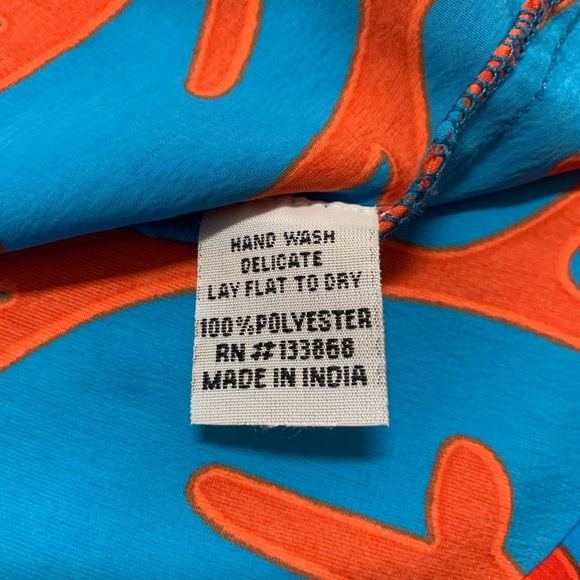 HAND WASH
DELICATE
LAY FLAT TO DRY
100%POLYESTER
RN #133868
MADE IN INDIA